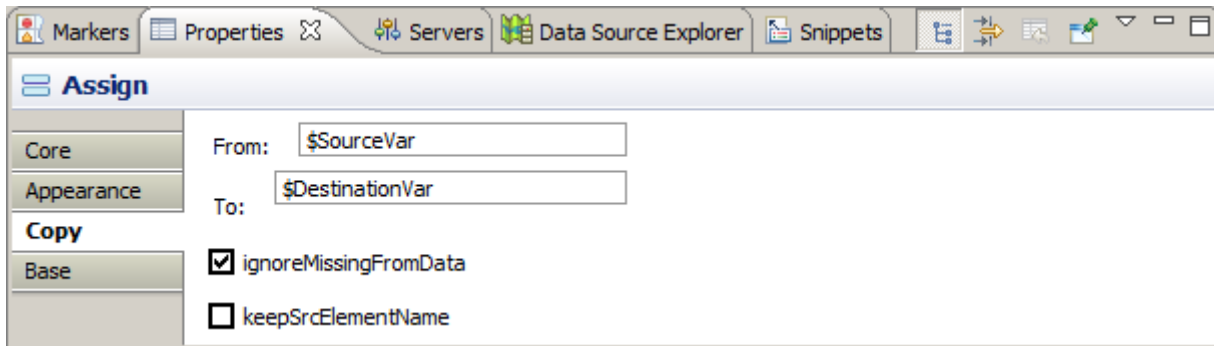 Markers Properties Servers Data Source Explorer Snippets
Assign
Core
Appearance
Copy
Base
From: $SourceVar
To: $DestinationVar
ignoreMissingFromData
keepSrcElementName